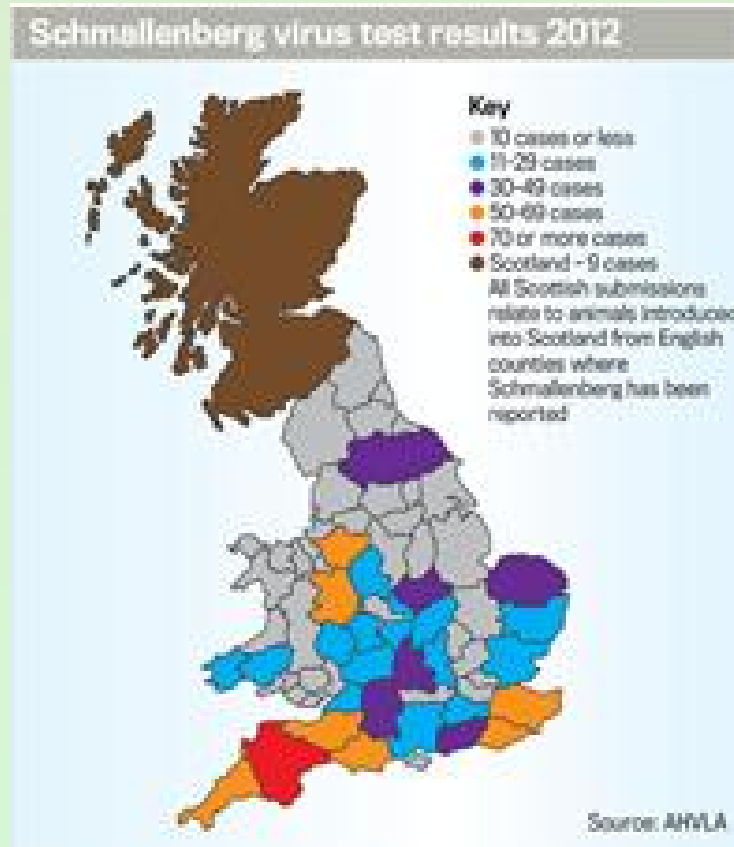 Schmallenberg virus test results 2012
Key
10 cases or less
11-29 cases
30-49 cases
50-69 cases
70 or more cases
Scotland - 9 cases
All Scottish submissions
relate to animals introduced
into Scotland from English
counties where
Schmallenberg has been
reported
Source: AHVLA